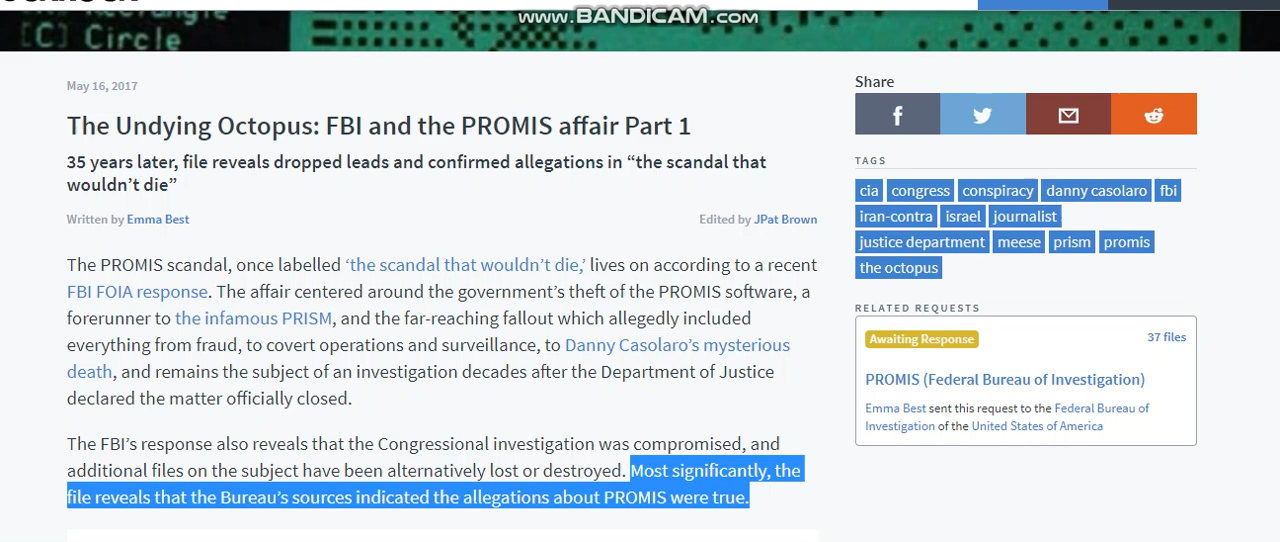 www.BANDICAM.com
[C] Circle
May 16, 2017
The Undying Octopus: FBI and the PROMIS affair Part 1
35 years later, file reveals dropped leads and confirmed allegations in “the scandal that
wouldn’t die”
Written by Emma Best
Edited by JPat Brown
The PROMIS scandal, once labelled ‘the scandal that wouldn’t die,’ lives on according to a recent
FBI FOIA response. The affair centered around the government’s theft of the PROMIS software, a
forerunner to the infamous PRISM, and the far-reaching fallout which allegedly included
everything from fraud, to covert operations and surveillance, to Danny Casolaro’s mysterious
death, and remains the subject of an investigation decades after the Department of Justice
declared the matter officially closed.
The FBI’s response also reveals that the Congressional investigation was compromised, and
additional files on the subject have been alternatively lost or destroyed. Most significantly, the
file reveals that the Bureau’s sources indicated the allegations about PROMIS were true.
Share
TAGS
cia congress conspiracy danny casolaro fbi
iran-contra israel journalist
justice department meese prism promis
the octopus
RELATED REQUESTS
Awaiting Response
37 files
PROMIS (Federal Bureau of Investigation)
Emma Best sent this request to the Federal Bureau of
Investigation of the United States of America